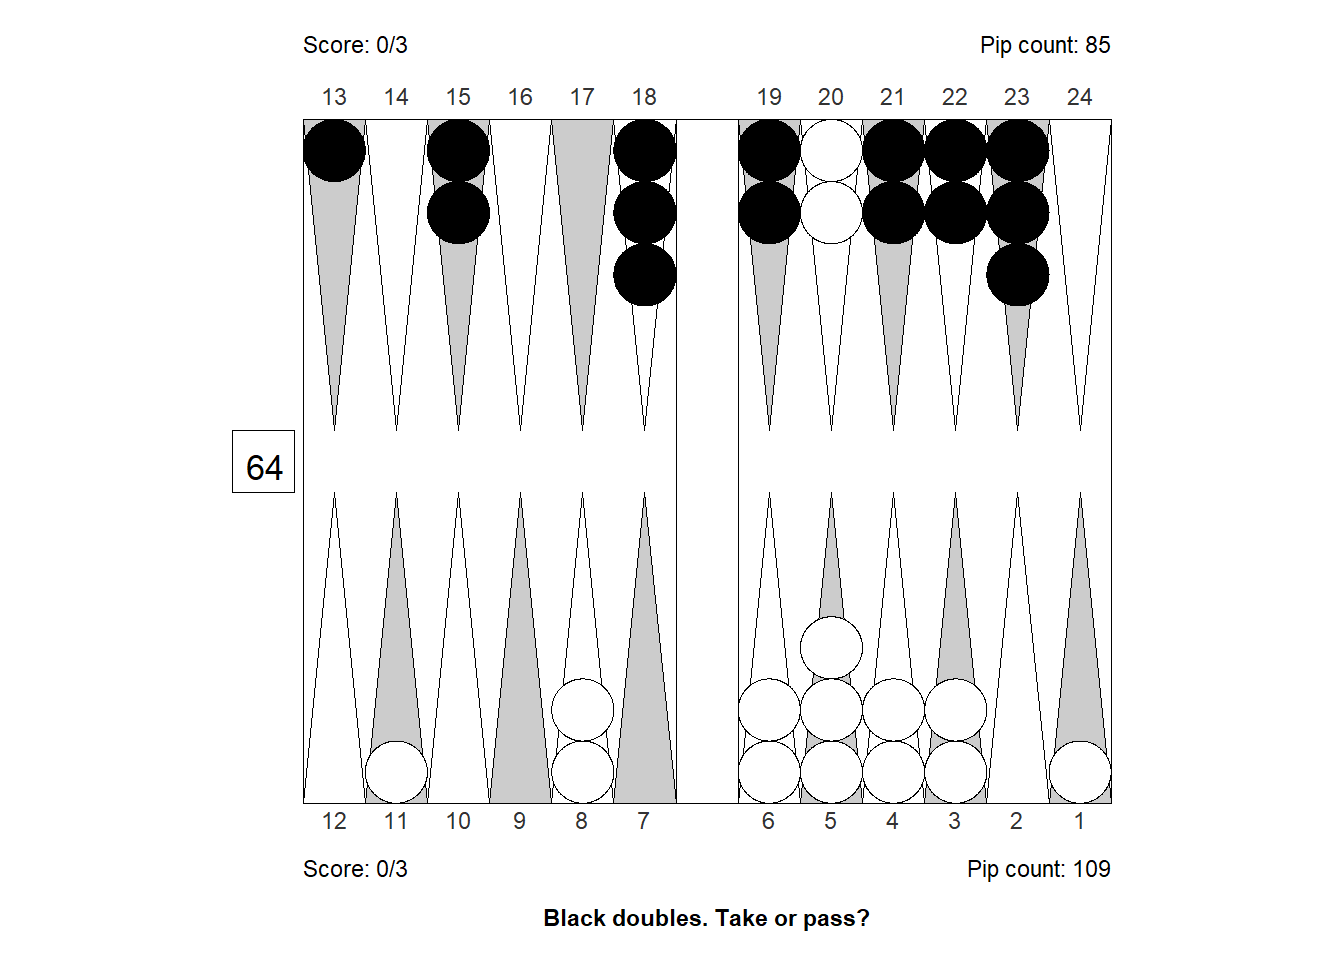 Score: 0/3 Pip count: 85
13 14 15 16 17 18 19 20 21 22 23 24
64
12 11 10 9 8 7 6 5 4 3 2 1
Score: 0/3 Pip count: 109
Black doubles. Take or pass?